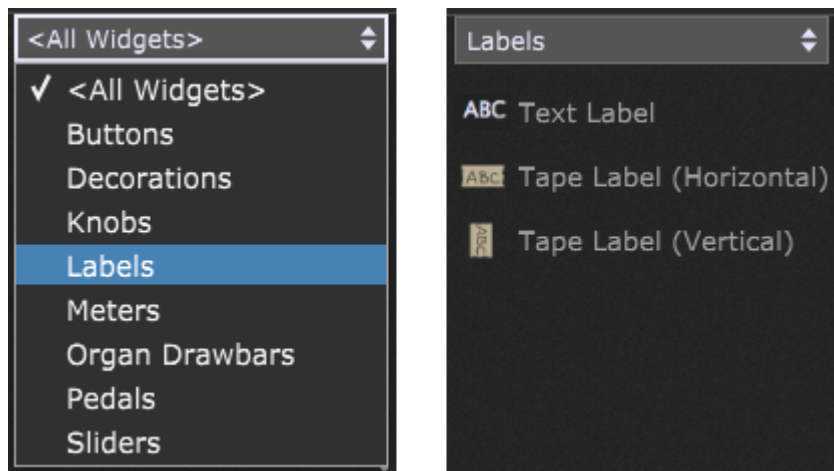 <All Widgets>
✓ <All Widgets>
Buttons
Decorations
Knobs
Labels
Meters
Organ Drawbars
Pedals
Sliders
Labels
ABC Text Label
ABC Tape Label (Horizontal)
ABC Tape Label (Vertical)